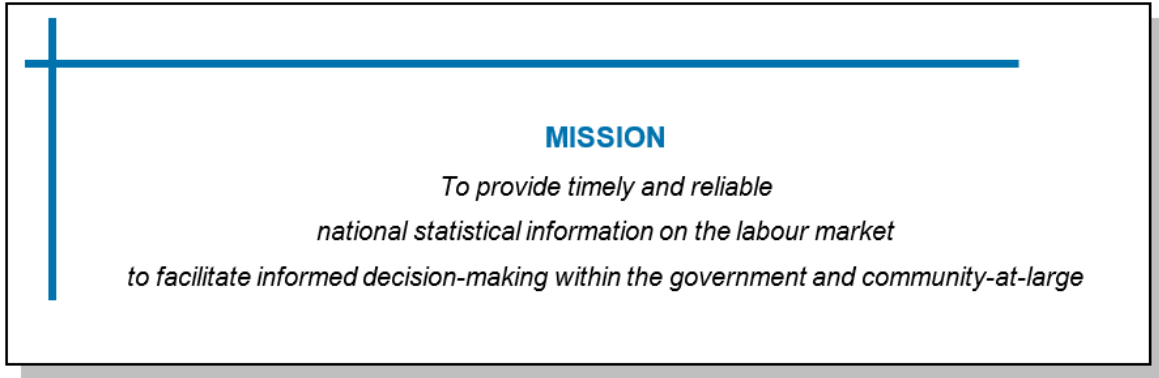 MISSION
To provide timely and reliable
national statistical information on the labour market
to facilitate informed decision-making within the government and community-at-large